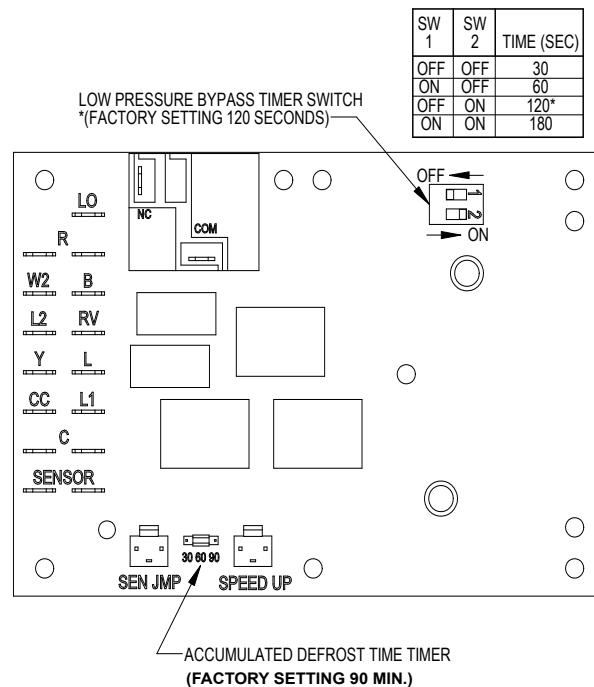 SW 1 SW 2 TIME (SEC)
OFF OFF 30
ON OFF 60
OFF ON 120*
ON ON 180
LOW PRESSURE BYPASS TIMER SWITCH
*(FACTORY SETTING 120 SECONDS)
OFF
1
2
ON
NC
COM
LO
R
W2 B
L2 RV
Y L
CC L1
C
SENSOR
30 60 90
SEN JMP SPEED UP
ACCUMULATED DEFROST TIME TIMER
(FACTORY SETTING 90 MIN.)